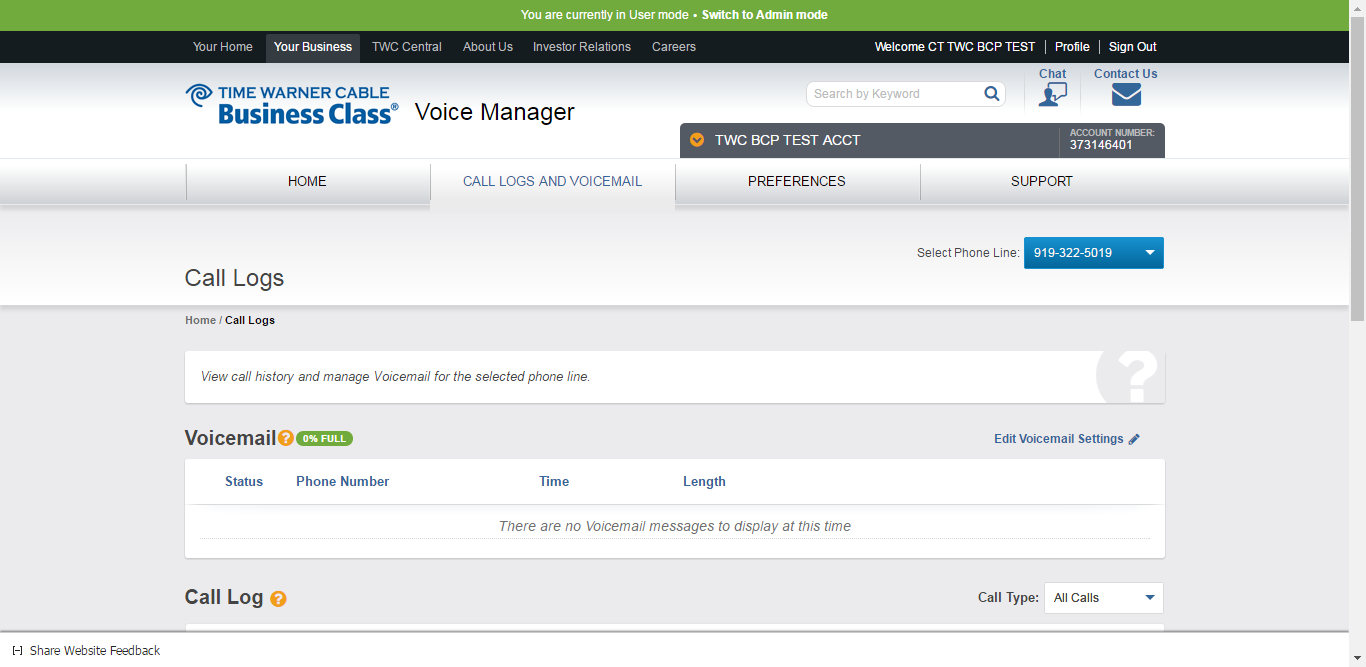 You are currently in User mode • Switch to Admin mode
Your Home Your Business TWC Central About Us Investor Relations Careers Welcome CT TWC BCP TEST | Profile | Sign Out
TIME WARNER CABLE
Business Class® Voice Manager
Search by Keyword
Chat Contact Us
TWC BCP TEST ACCT
ACCOUNT NUMBER:
373146401
HOME CALL LOGS AND VOICEMAIL PREFERENCES SUPPORT
Select Phone Line: 919-322-5019
Call Logs
Home / Call Logs
View call history and manage Voicemail for the selected phone line.
?
Voicemail ? 0% FULL Edit Voicemail Settings
Status Phone Number Time Length
There are no Voicemail messages to display at this time
Call Log ? Call Type: All Calls
[-] Share Website Feedback